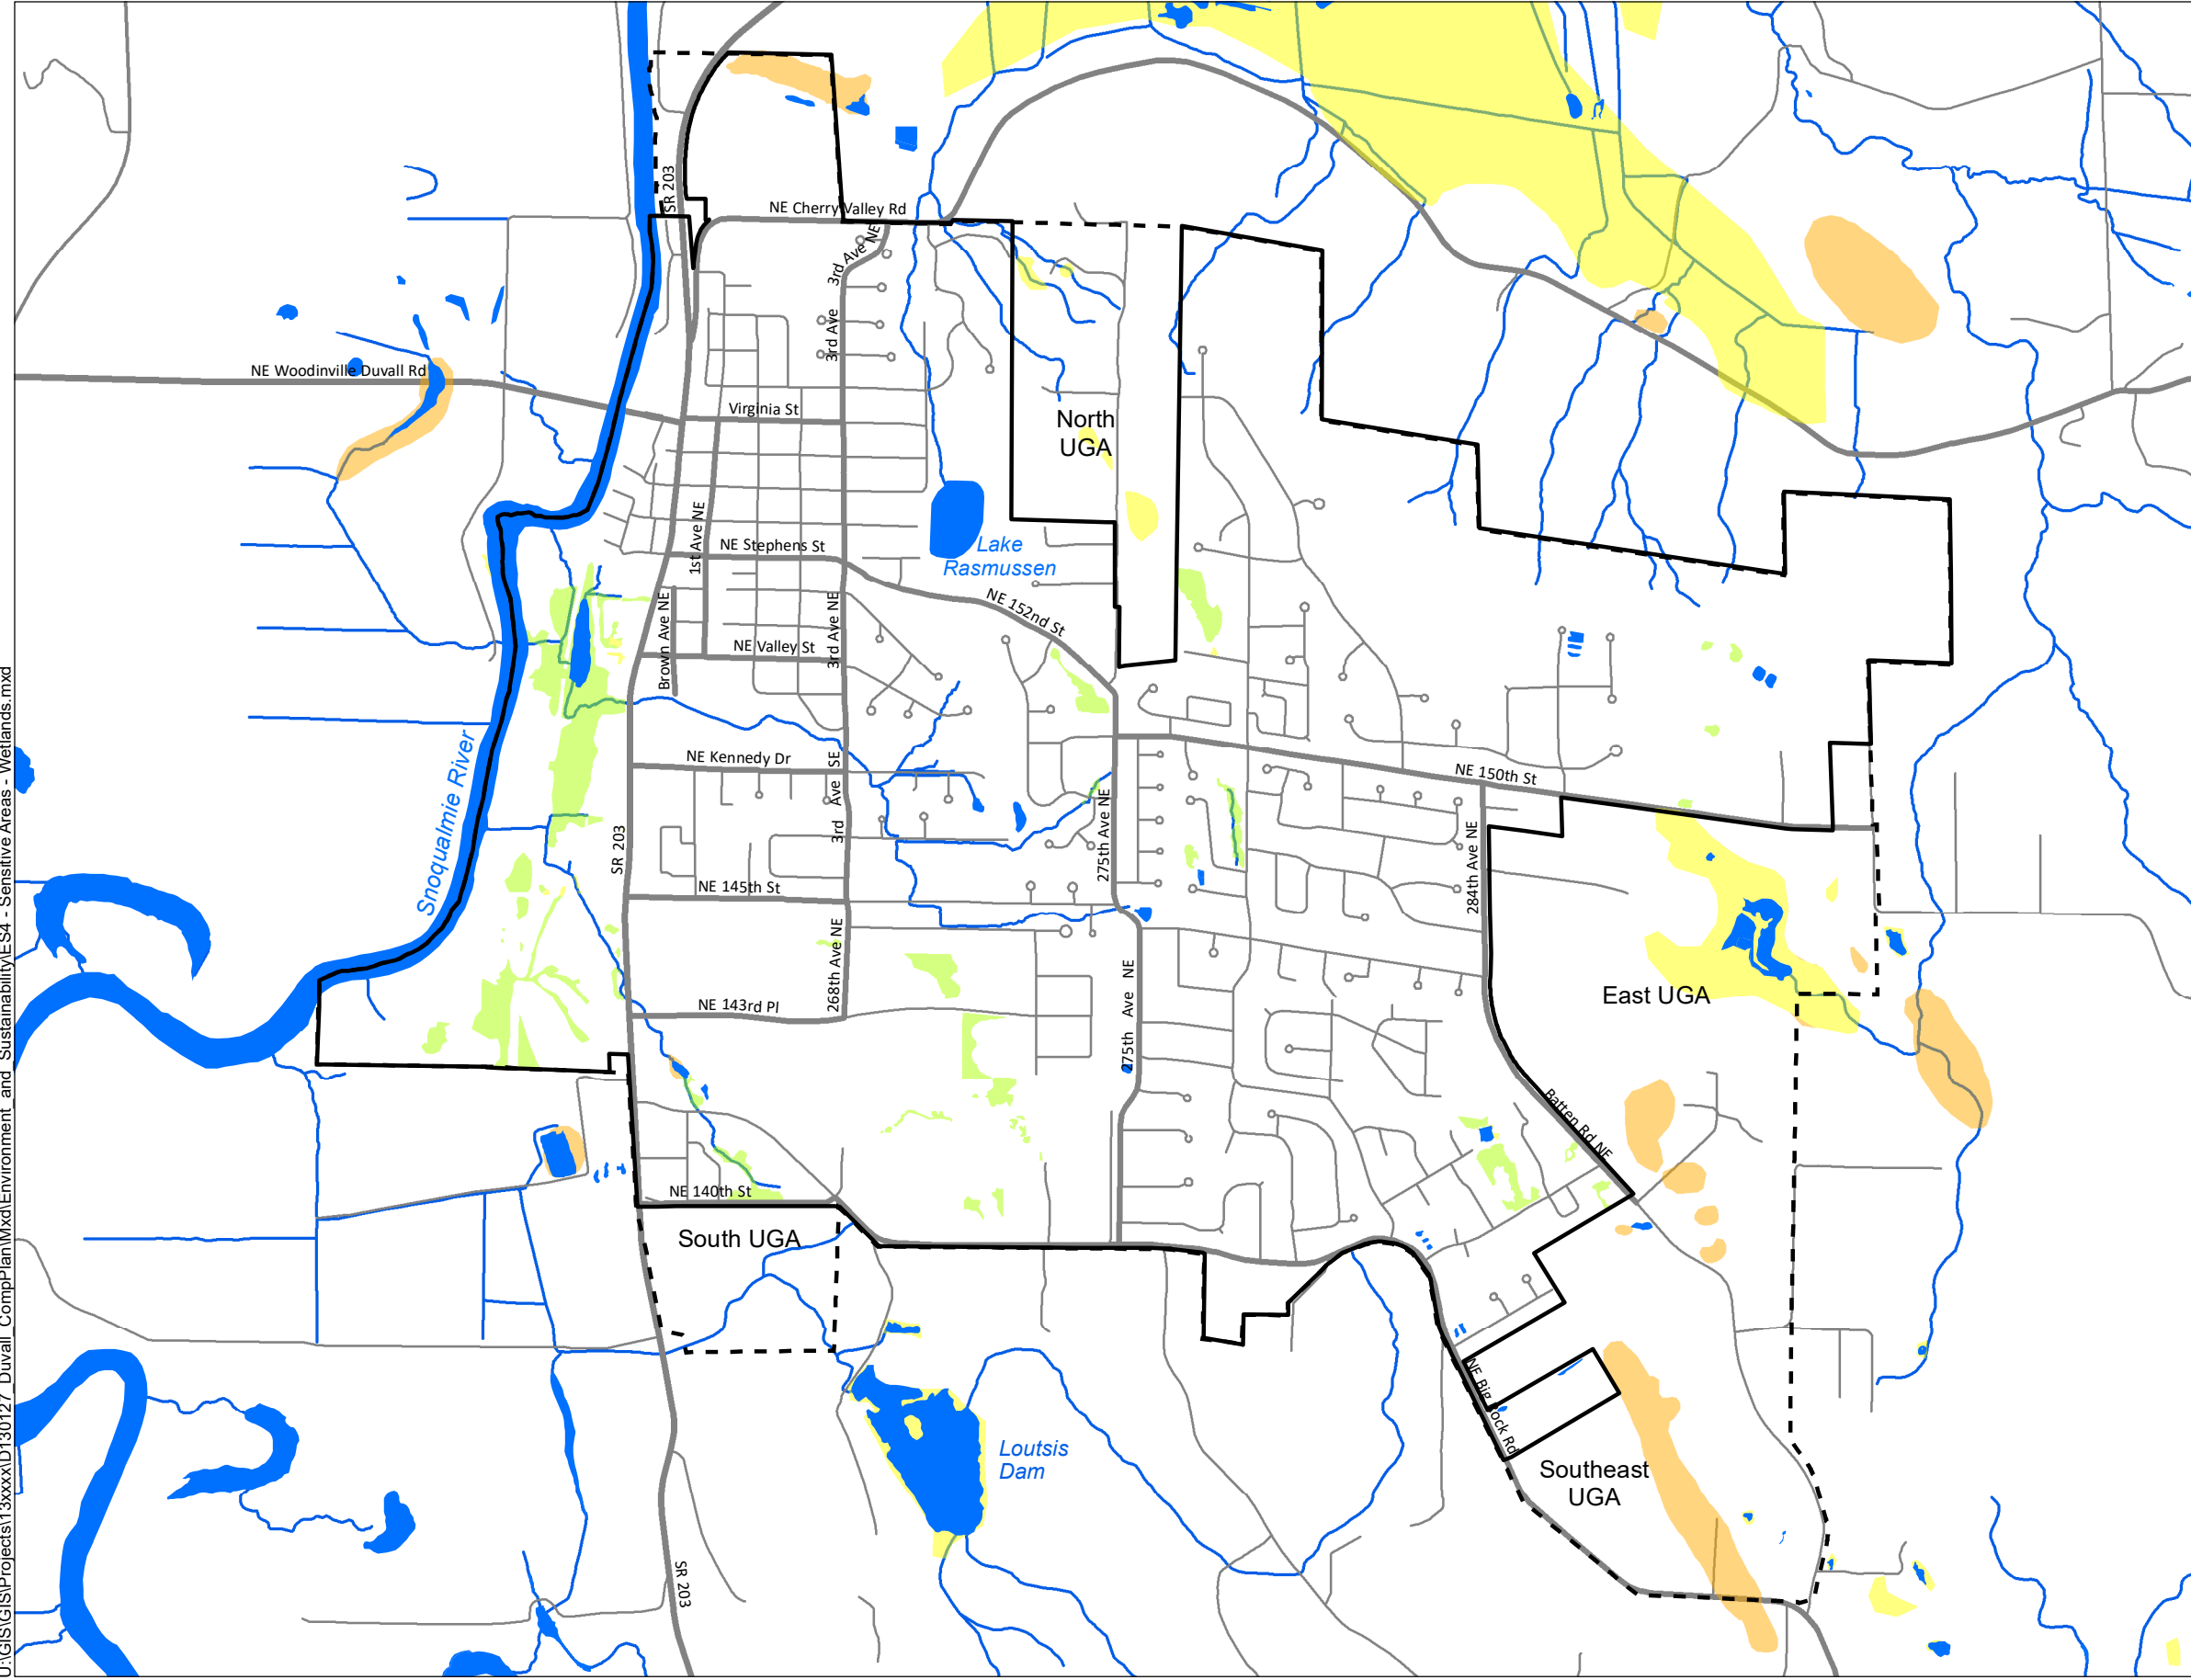 SR 203
NE Cherry Valley Rd
3rd Ave NE
3rd Ave
NE Woodinville Duvall Rd
Virginia St
North
UGA
1st Ave NE
NE Stephens St
Lake
Rasmussen
NE 152nd St
Brown Ave NE
3rd Ave NE
NE Valley St
Snoqualmie River
NE Kennedy Dr
3rd Ave SE
NE 150th St
275th Ave NE
284th Ave NE
SR 203
NE 145th St
268th Ave NE
NE 143rd Pl
275th Ave NE
East UGA
Batten Rd NE
NE 140th St
South UGA
NE Big Rock Rd
Loutsis
Dam
Southeast
UGA
SR 203
U:\GIS\GIS\Projects\13xxxx\D130127_Duvall_CompPlan\Mxd\Environment_and_Sustainability\ES4 - Sensitive Areas - Wetlands.mxd